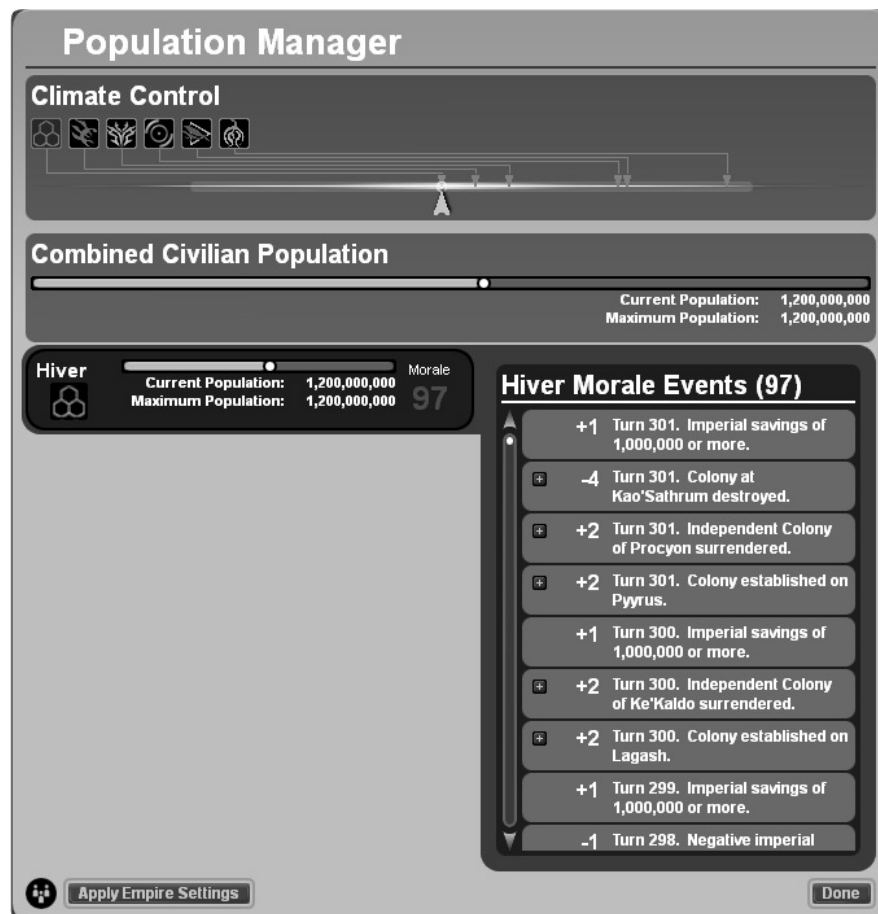 Population Manager
Climate Control
Combined Civilian Population
Current Population: 1,200,000,000
Maximum Population: 1,200,000,000
Hiver
Current Population: 1,200,000,000
Maximum Population: 1,200,000,000
Morale
97
Hiver Morale Events (97)
+1 Turn 301. Imperial savings of
1,000,000 or more.
-4 Turn 301. Colony at
Kao'Sathrum destroyed.
+2 Turn 301. Independent Colony
of Procyon surrendered.
+2 Turn 301. Colony established on
Pyyrus.
+1 Turn 300. Imperial savings of
1,000,000 or more.
+2 Turn 300. Independent Colony
of Ke'Kaldo surrendered.
+2 Turn 300. Colony established on
Lagash.
+1 Turn 299. Imperial savings of
1,000,000 or more.
-1 Turn 298. Negative imperial
Apply Empire Settings
Done